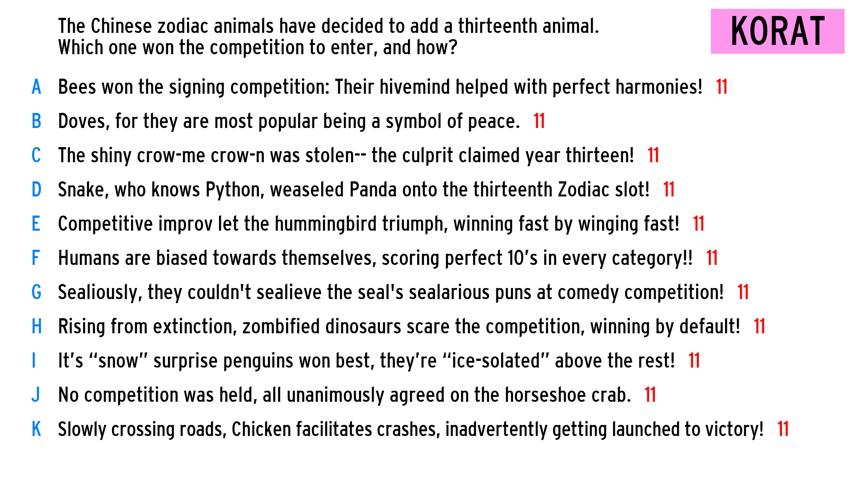 The Chinese zodiac animals have decided to add a thirteenth animal.
Which one won the competition to enter, and how?
KORAT
A Bees won the signing competition: Their hivemind helped with perfect harmonies! 11
B Doves, for they are most popular being a symbol of peace. 11
C The shiny crow-me crow-n was stolen-- the culprit claimed year thirteen! 11
D Snake, who knows Python, weaseled Panda onto the thirteenth Zodiac slot! 11
E Competitive improv let the hummingbird triumph, winning fast by winging fast! 11
F Humans are biased towards themselves, scoring perfect 10's in every category!! 11
G Sealiously, they couldn't sealieve the seal's sealarious puns at comedy competition! 11
H Rising from extinction, zombified dinosaurs scare the competition, winning by default! 11
I It's “snow” surprise penguins won best, they're “ice-solated” above the rest! 11
J No competition was held, all unanimously agreed on the horseshoe crab. 11
K Slowly crossing roads, Chicken facilitates crashes, inadvertently getting launched to victory! 11